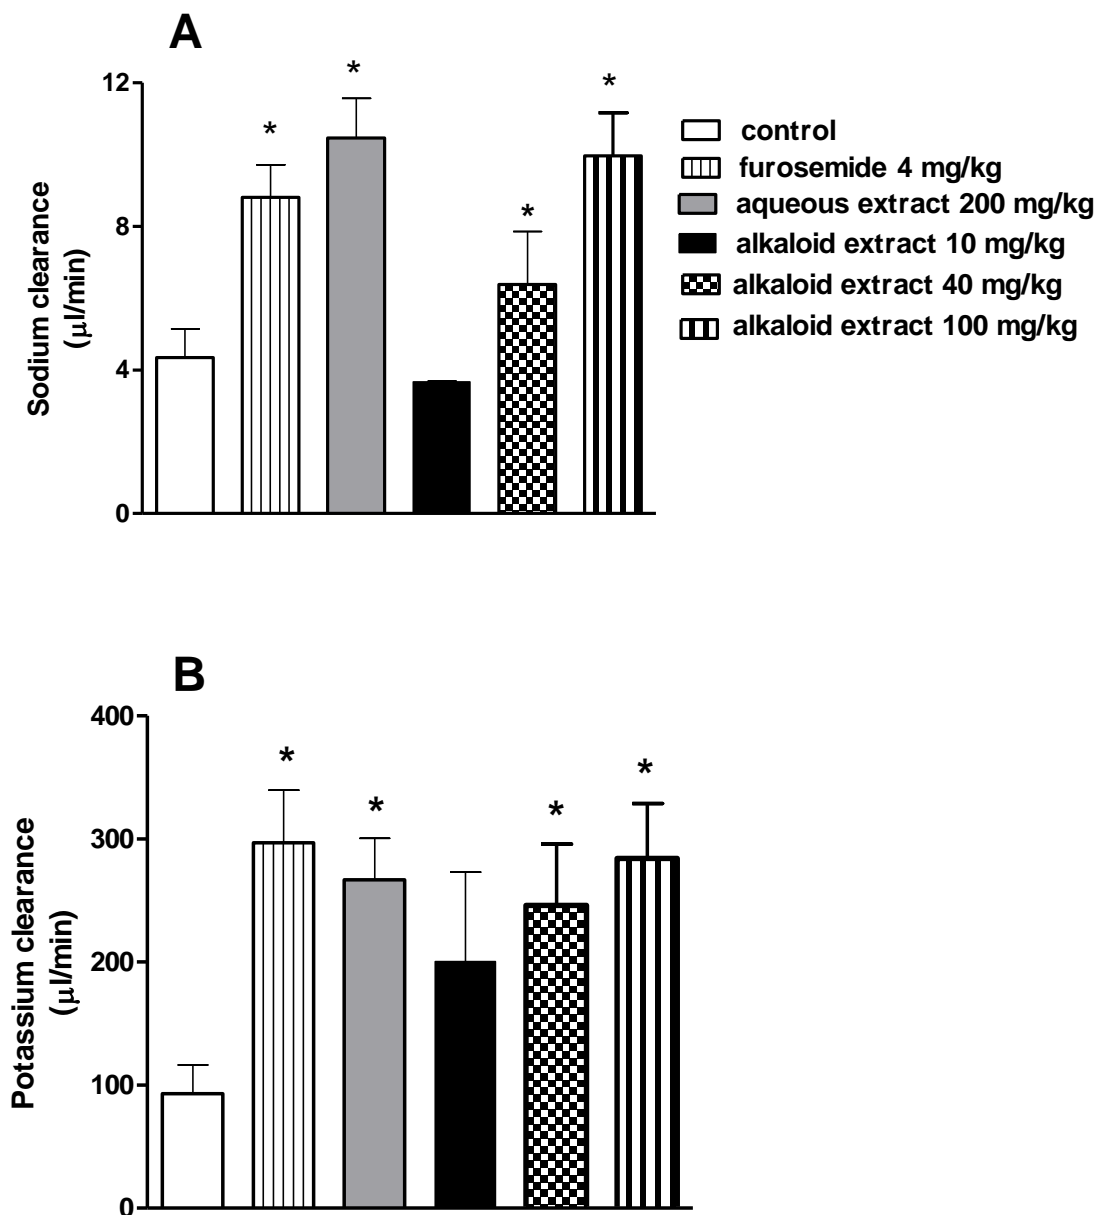 A
Sodium clearance
(μl/min)
12
8
4
0
*
*
*
*
control
furosemide 4 mg/kg
aqueous extract 200 mg/kg
alkaloid extract 10 mg/kg
alkaloid extract 40 mg/kg
alkaloid extract 100 mg/kg
B
Potassium clearance
(μl/min)
400
300
200
100
0
*
*
*
*